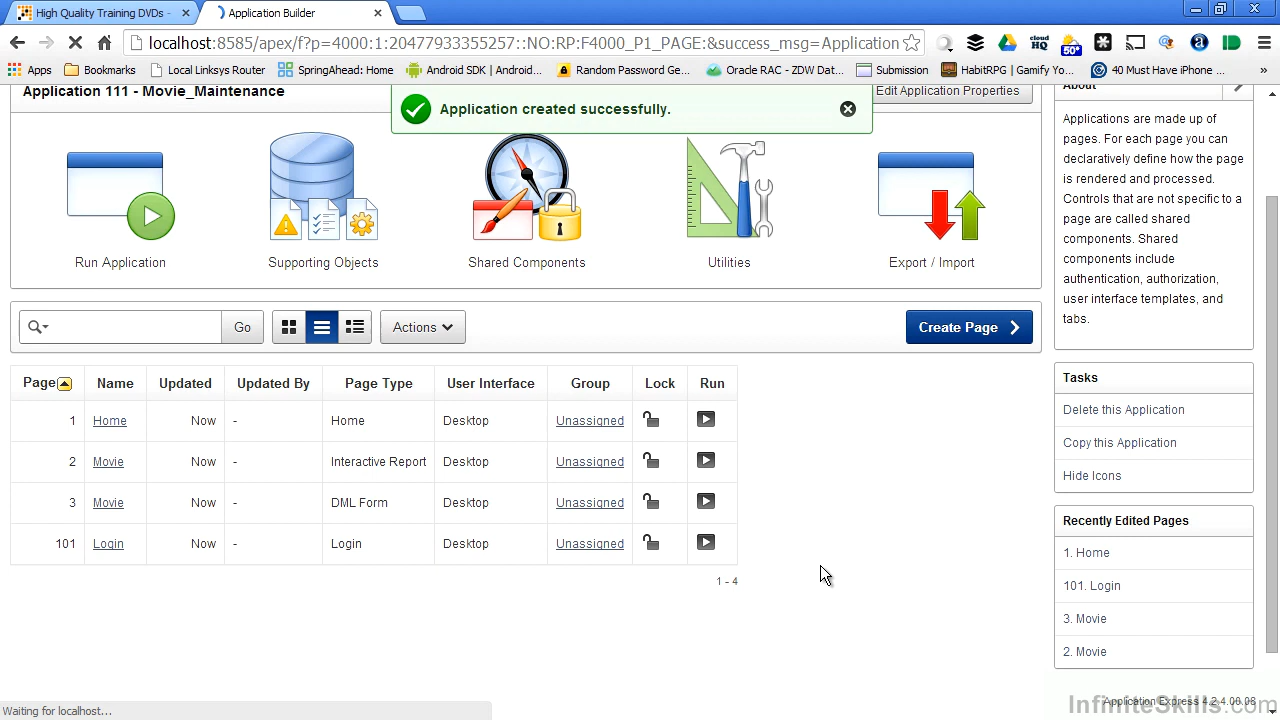 High Quality Training DVDs -
Application Builder
localhost:8585/apex/f?p=4000:1:20477933355257::NO:RP:F4000_P1_PAGE:&success_msg=Application
50°
cloud
HQ
Apps
Bookmarks
Local Linksys Router
SpringAhead: Home
Android SDK | Android...
Random Password Ge...
Oracle RAC - ZDW Dat...
Submission
HabitRPG | Gamify Yo...
40 Must Have iPhone ...
»
Application 111 - Movie_Maintenance
Application created successfully.
Edit Application Properties
About
Applications are made up of
pages. For each page you can
declaratively define how the page
is rendered and processed.
Controls that are not specific to a
page are called shared
components. Shared
components include
authentication, authorization,
user interface templates, and
tabs.
Run Application
Supporting Objects
Shared Components
Utilities
Export / Import
Go
Actions
Create Page
Page Name Updated Updated By Page Type User Interface Group Lock Run
1 Home Now - Home Desktop Unassigned
2 Movie Now - Interactive Report Desktop Unassigned
3 Movie Now - DML Form Desktop Unassigned
101 Login Now - Login Desktop Unassigned
1 - 4
Tasks
Delete this Application
Copy this Application
Hide Icons
Recently Edited Pages
1. Home
101. Login
3. Movie
2. Movie
Waiting for localhost...
Application Express 4.2.4.00.08
InfiniteSkills.com